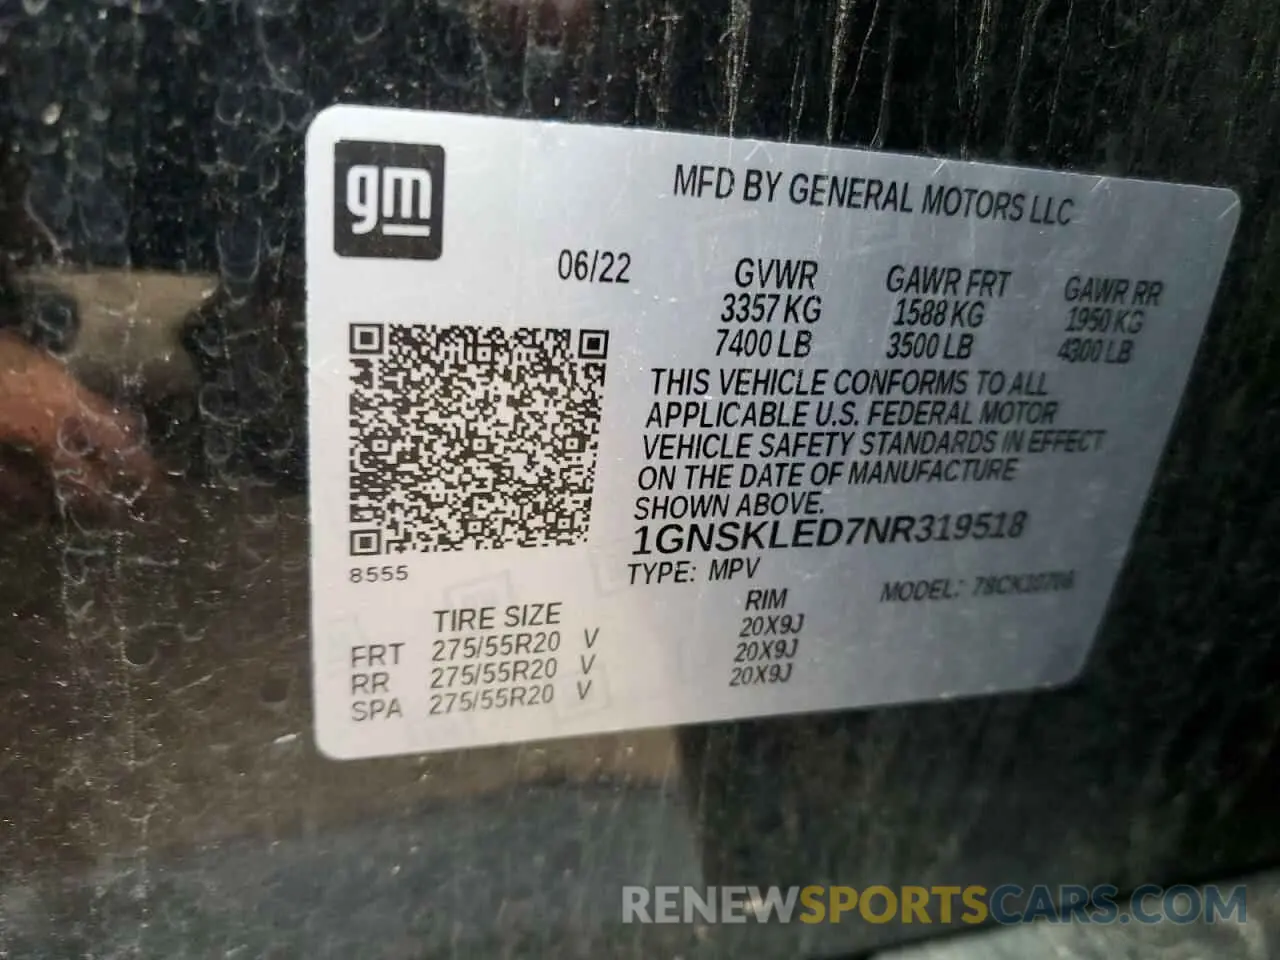 gm
MFD BY GENERAL MOTORS LLC
06/22 GVWR GAWR FRT GAWR RR
3357 KG 1588 KG 1950 KG
7400 LB 3500 LB 4300 LB
THIS VEHICLE CONFORMS TO ALL
APPLICABLE U.S. FEDERAL MOTOR
VEHICLE SAFETY STANDARDS IN EFFECT
ON THE DATE OF MANUFACTURE
SHOWN ABOVE.
1GNSKLED7NR319518
8555
TYPE: MPV MODEL:
TIRE SIZE RIM
FRT 275/55R20 V 20X9J
RR 275/55R20 V 20X9J
SPA 275/55R20 V 20X9J
RENEWSPORTSCARS.COM